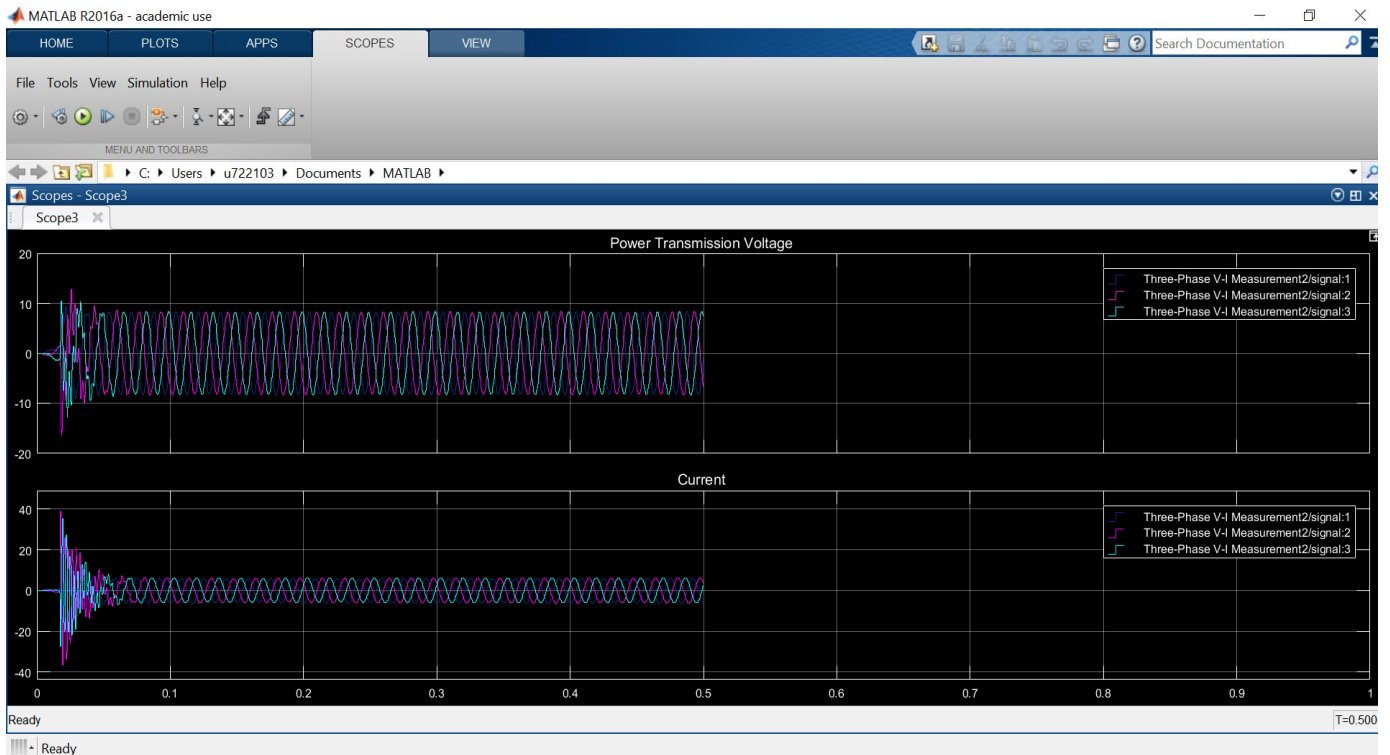 MATLAB R2016a - academic use
HOME PLOTS APPS SCOPES VIEW
Search Documentation
File Tools View Simulation Help
MENU AND TOOLBARS
C: Users u722103 Documents MATLAB
Scopes - Scope3
Scope3
Power Transmission Voltage
20
10
0
-10
-20
Three-Phase V-I Measurement2/signal:1
Three-Phase V-I Measurement2/signal:2
Three-Phase V-I Measurement2/signal:3
Current
40
20
0
-20
-40
Three-Phase V-I Measurement2/signal:1
Three-Phase V-I Measurement2/signal:2
Three-Phase V-I Measurement2/signal:3
0 0.1 0.2 0.3 0.4 0.5 0.6 0.7 0.8 0.9 1
Ready T=0.500
Ready